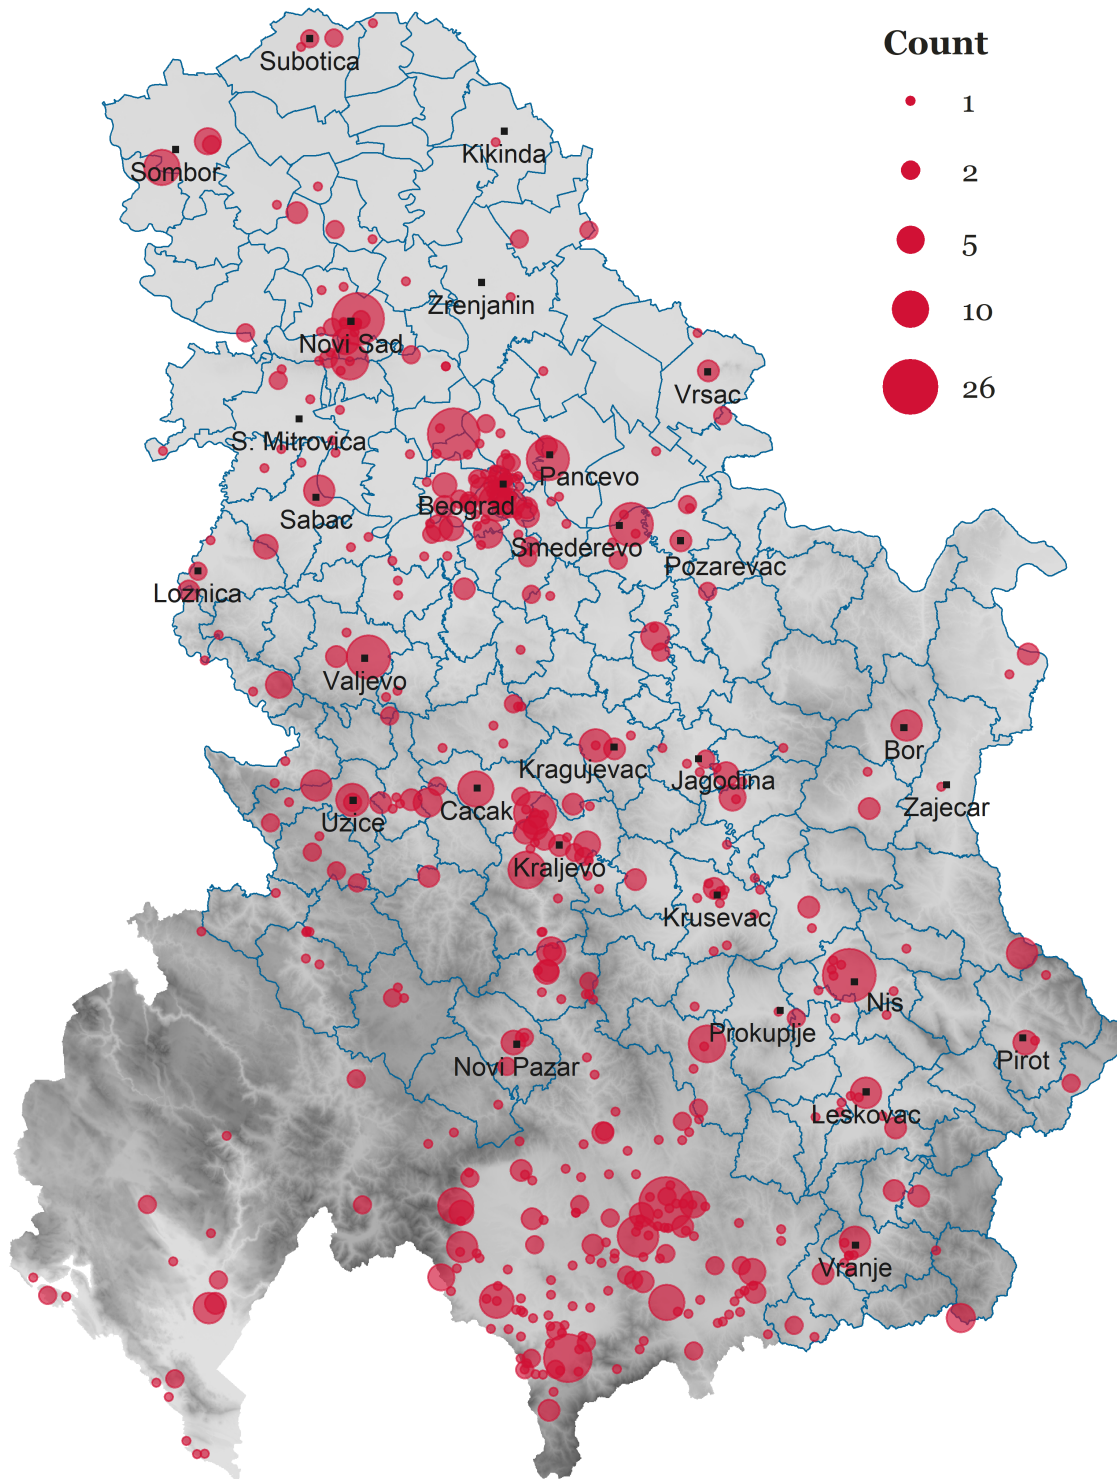 Count
1
2
5
10
26
Subotica
Sombor
Kikinda
Zrenjanin
Novi Sad
Vrsac
S. Mitrovica
Pancevo
Beograd
Sabac
Smederevo
Pozarevac
Loznica
Valjevo
Bor
Kragujevac
Jagodina
Zajecar
Uzice
Cacak
Kraljevo
Krusevac
Nis
Prokuplje
Pirot
Novi Pazar
Leskovac
Vranje